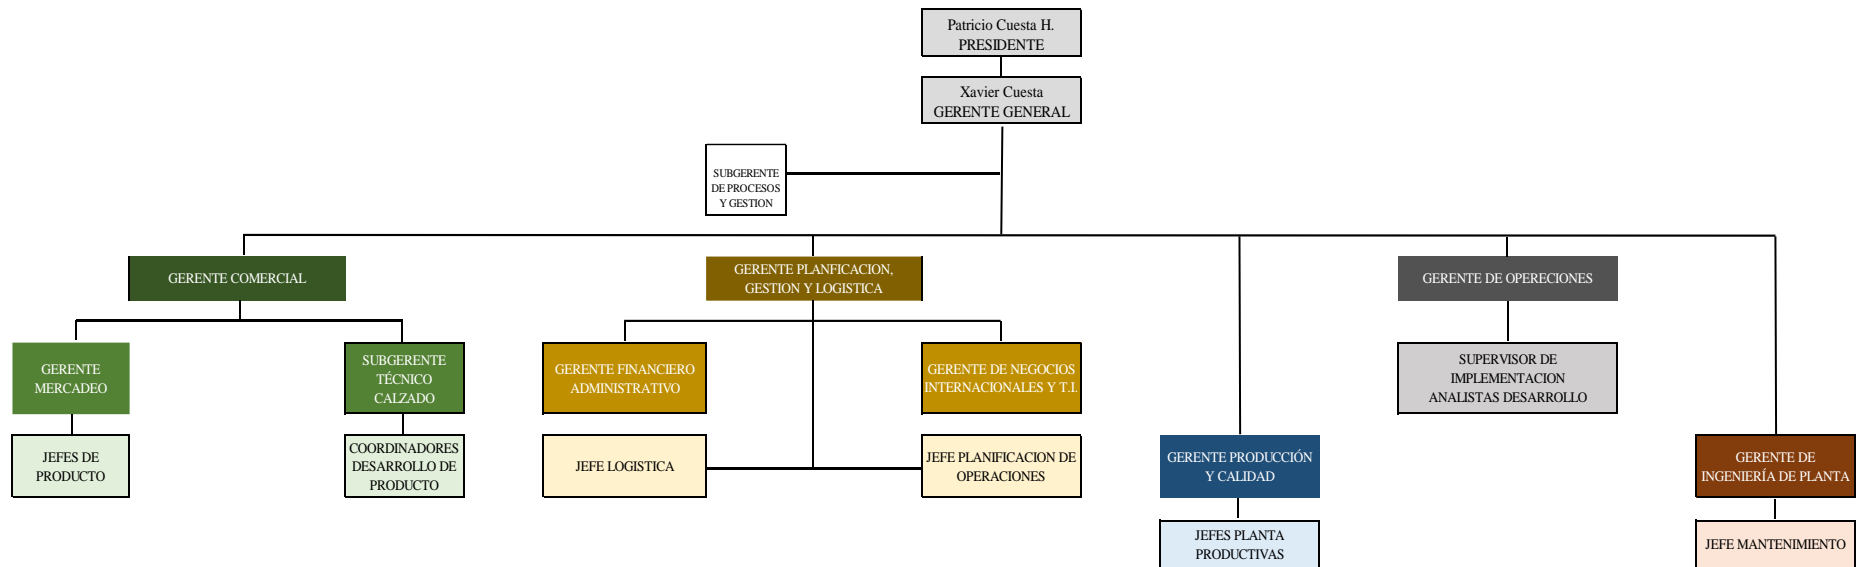 Patricio Cuesta H.
PRESIDENTE
Xavier Cuesta
GERENTE GENERAL
SUBGERENTE
DE PROCESOS
Y GESTION
GERENTE COMERCIAL
GERENTE PLANFICACION,
GESTION Y LOGISTICA
GERENTE DE OPERECIONES
GERENTE
MERCADEO
SUBGERENTE
TÉCNICO
CALZADO
GERENTE FINANCIERO
ADMINISTRATIVO
GERENTE DE NEGOCIOS
INTERNACIONALES Y T.I.
SUPERVISOR DE
IMPLEMENTACION
ANALISTAS DESARROLLO
JEFES DE
PRODUCTO
COORDINADORES
DESARROLLO DE
PRODUCTO
JEFE LOGISTICA
JEFE PLANIFICACION DE
OPERACIONES
GERENTE PRODUCCIÓN
Y CALIDAD
GERENTE DE
INGENIERÍA DE PLANTA
JEFES PLANTA
PRODUCTIVAS
JEFE MANTENIMIENTO